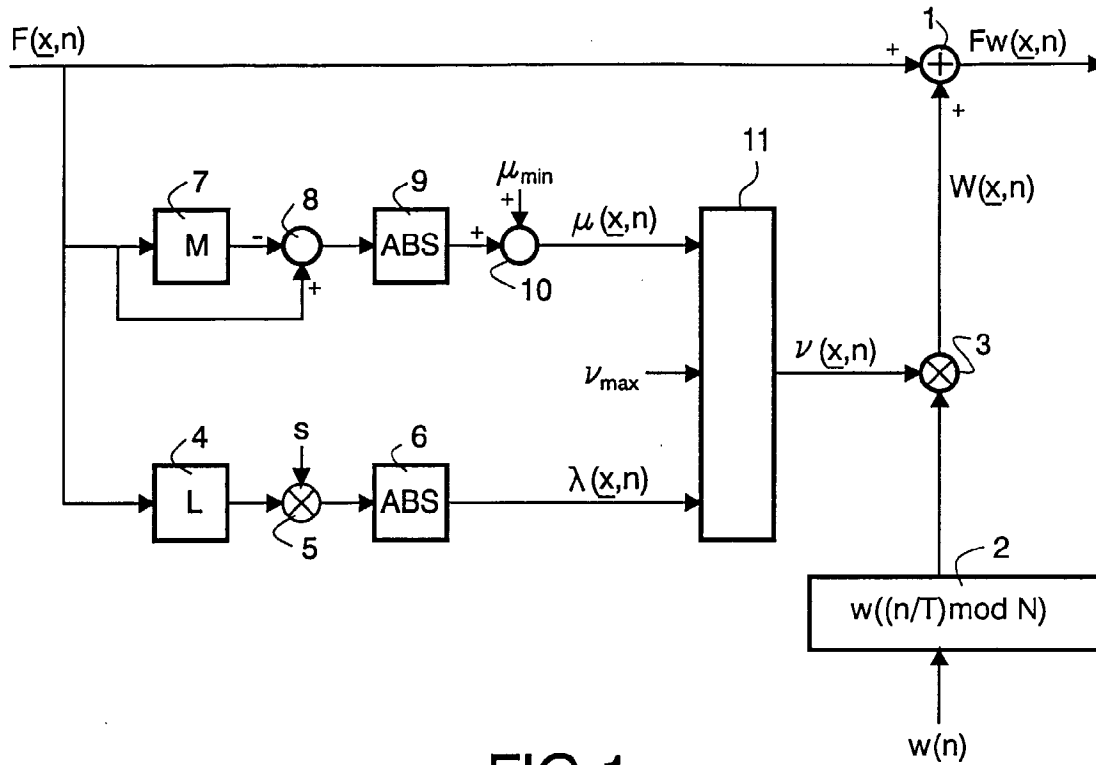 F(x,n)
1
Fw(x,n)
+
+
+
11
W(x,n)
7
8
9
μmin
+
μ(x,n)
M
-
ABS
+
10
+
ν(x,n)
3
νmax
4
s
6
λ(x,n)
L
ABS
5
2
w((n/T)mod N)
w(n)
FIG.1